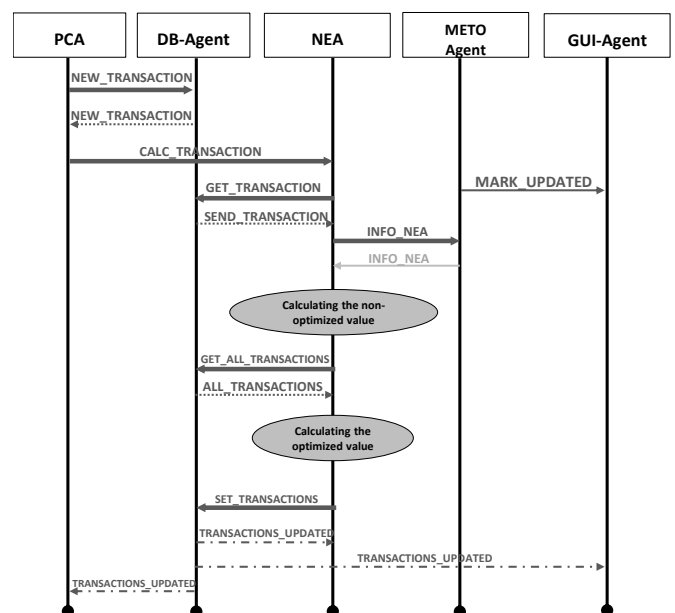 PCA
DB-Agent
NEA
METO
Agent
GUI-Agent
NEW_TRANSACTION
NEW_TRANSACTION
CALC_TRANSACTION
MARK_UPDATED
GET_TRANSACTION
SEND_TRANSACTION
INFO_NEA
INFO_NEA
Calculating the non-
optimized value
GET_ALL_TRANSACTIONS
ALL_TRANSACTIONS
Calculating the
optimized value
SET_TRANSACTIONS
TRANSACTIONS_UPDATED
TRANSACTIONS_UPDATED
TRANSACTIONS_UPDATED